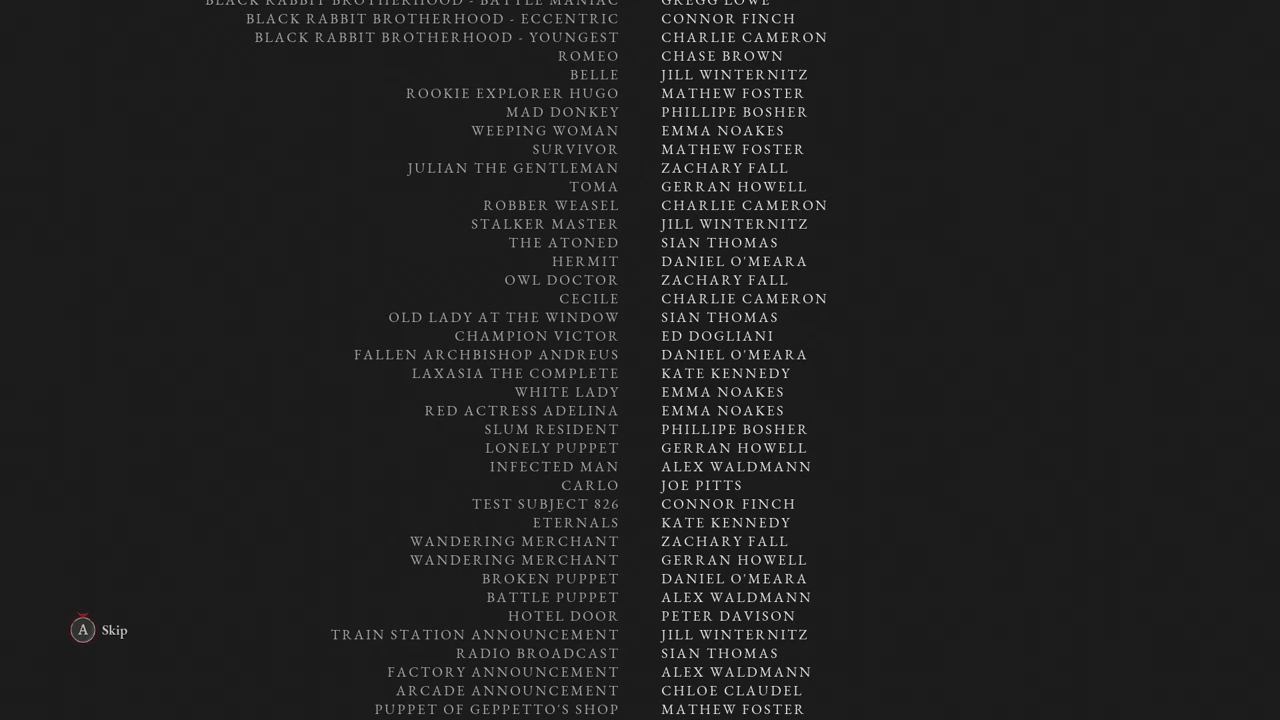 BLACK RABBIT BROTHERHOOD - BATTLE MANIAC GREGG LOWE
BLACK RABBIT BROTHERHOOD - ECCENTRIC CONNOR FINCH
BLACK RABBIT BROTHERHOOD - YOUNGEST CHARLIE CAMERON
ROMEO CHASE BROWN
BELLE JILL WINTERNITZ
ROOKIE EXPLORER HUGO MATHEW FOSTER
MAD DONKEY PHILLIPE BOSHER
WEEPING WOMAN EMMA NOAKES
SURVIVOR MATHEW FOSTER
JULIAN THE GENTLEMAN ZACHARY FALL
TOMA GERRAN HOWELL
ROBBER WEASEL CHARLIE CAMERON
STALKER MASTER JILL WINTERNITZ
THE ATONED SIAN THOMAS
HERMIT DANIEL O'MEARA
OWL DOCTOR ZACHARY FALL
CECILE CHARLIE CAMERON
OLD LADY AT THE WINDOW SIAN THOMAS
CHAMPION VICTOR ED DOGLIANI
FALLEN ARCHBISHOP ANDREUS DANIEL O'MEARA
LAXASIA THE COMPLETE KATE KENNEDY
WHITE LADY EMMA NOAKES
RED ACTRESS ADELINA EMMA NOAKES
SLUM RESIDENT PHILLIPE BOSHER
LONELY PUPPET GERRAN HOWELL
INFECTED MAN ALEX WALDMANN
CARLO JOE PITTS
TEST SUBJECT 826 CONNOR FINCH
ETERNALS KATE KENNEDY
WANDERING MERCHANT ZACHARY FALL
WANDERING MERCHANT GERRAN HOWELL
BROKEN PUPPET DANIEL O'MEARA
BATTLE PUPPET ALEX WALDMANN
HOTEL DOOR PETER DAVISON
A Skip
TRAIN STATION ANNOUNCEMENT JILL WINTERNITZ
RADIO BROADCAST SIAN THOMAS
FACTORY ANNOUNCEMENT ALEX WALDMANN
ARCADE ANNOUNCEMENT CHLOE CLAUDEL
PUPPET OF GEPPETTO'S SHOP MATHEW FOSTER